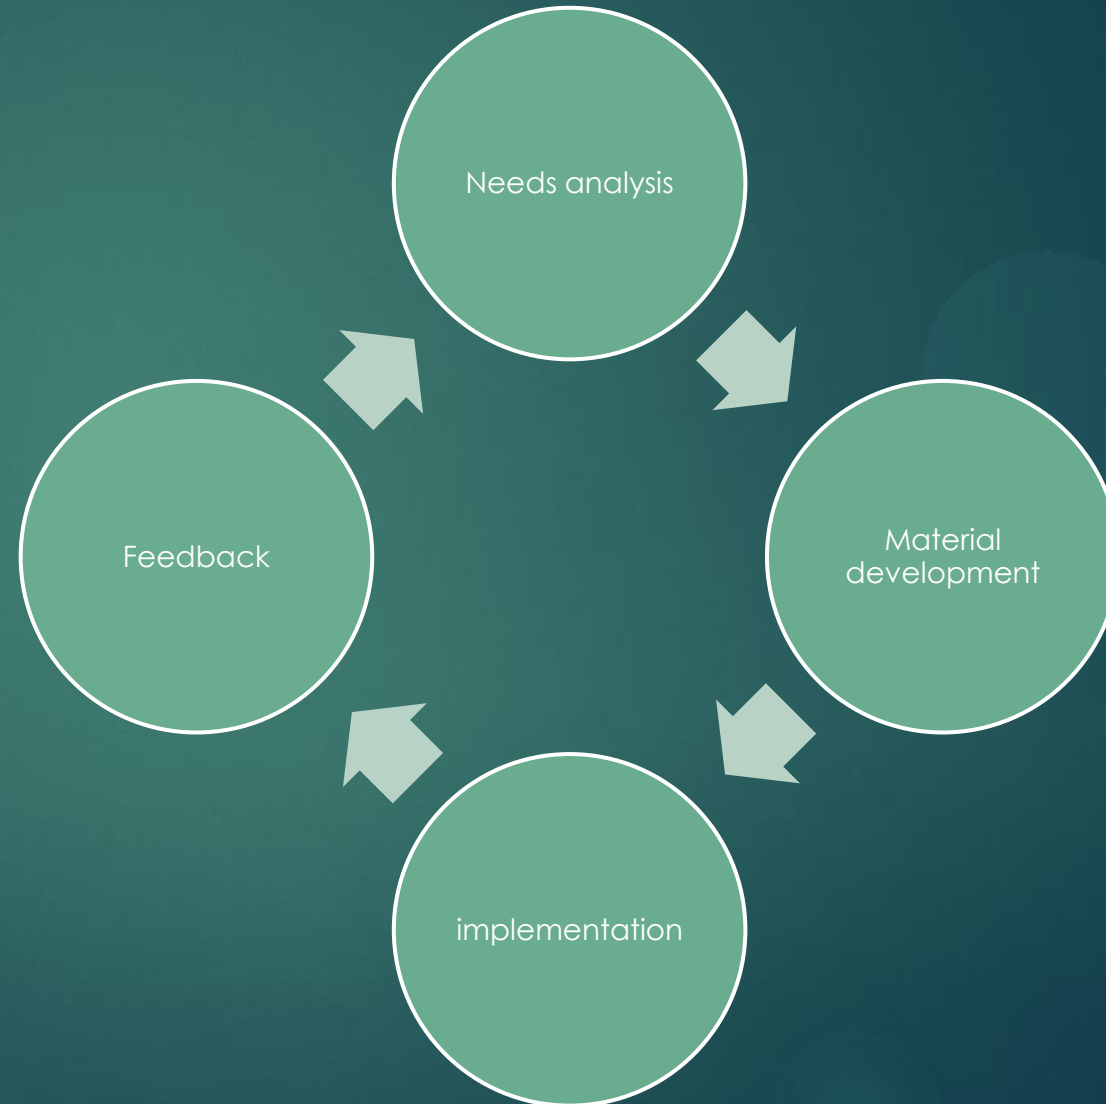 Needs analysis
Material
development
implementation
Feedback